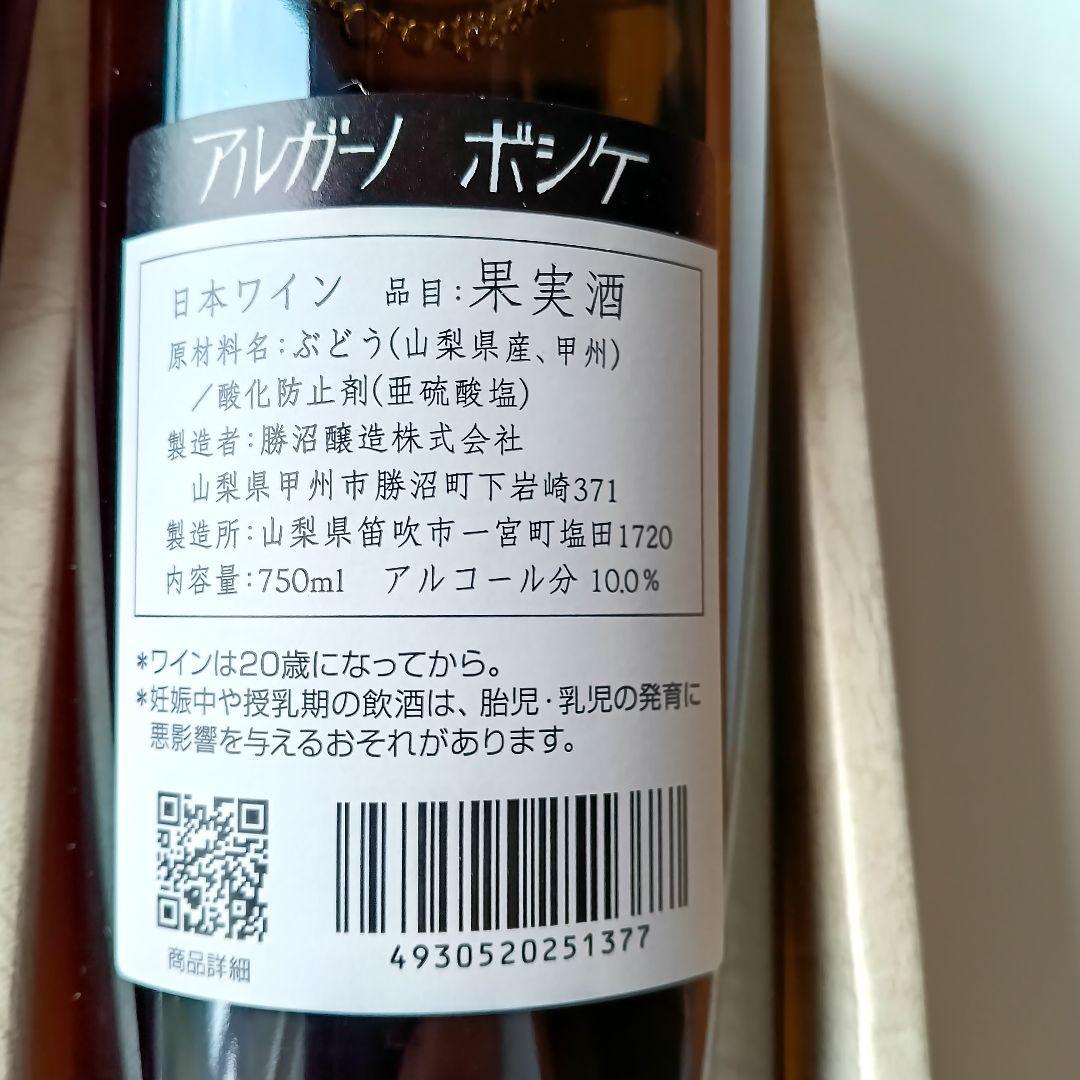 アルガーノ ボシケ
日本ワイン 品目:果実酒
原材料名:ぶどう(山梨県産、甲州)
/酸化防止剤(亜硫酸塩)
製造者:勝沼醸造株式会社
山梨県甲州市勝沼町下岩崎371
製造所:山梨県笛吹市一宮町塩田1720
内容量:750ml アルコール分 10.0%
*ワインは20歳になってから。
*妊娠中や授乳期の飲酒は、胎児・乳児の発育に
悪影響を与えるおそれがあります。
商品詳細
4930520251377